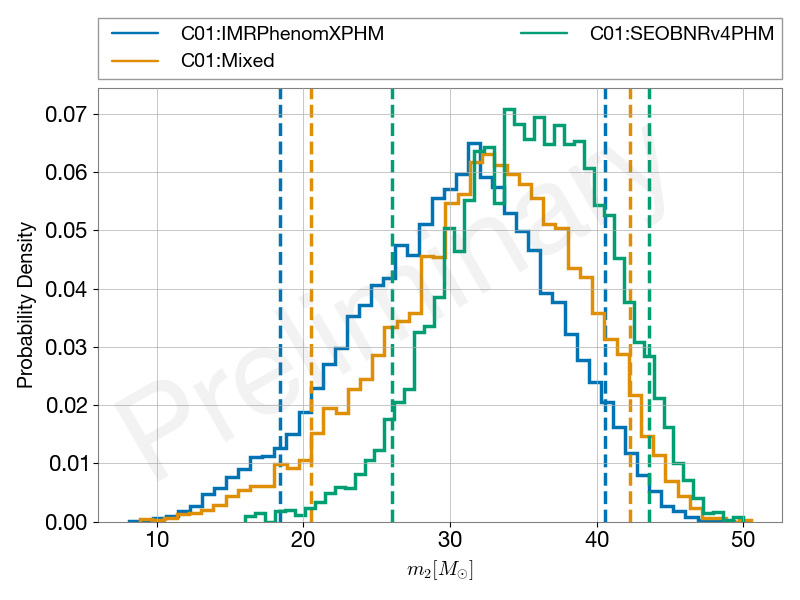 C01:IMRPhenomXPHM C01:SEOBNRv4PHM
C01:Mixed
Preliminary
Probability Density
0.07
0.06
0.05
0.04
0.03
0.02
0.01
0.00
10 20 30 40 50
m₂[M⊙]